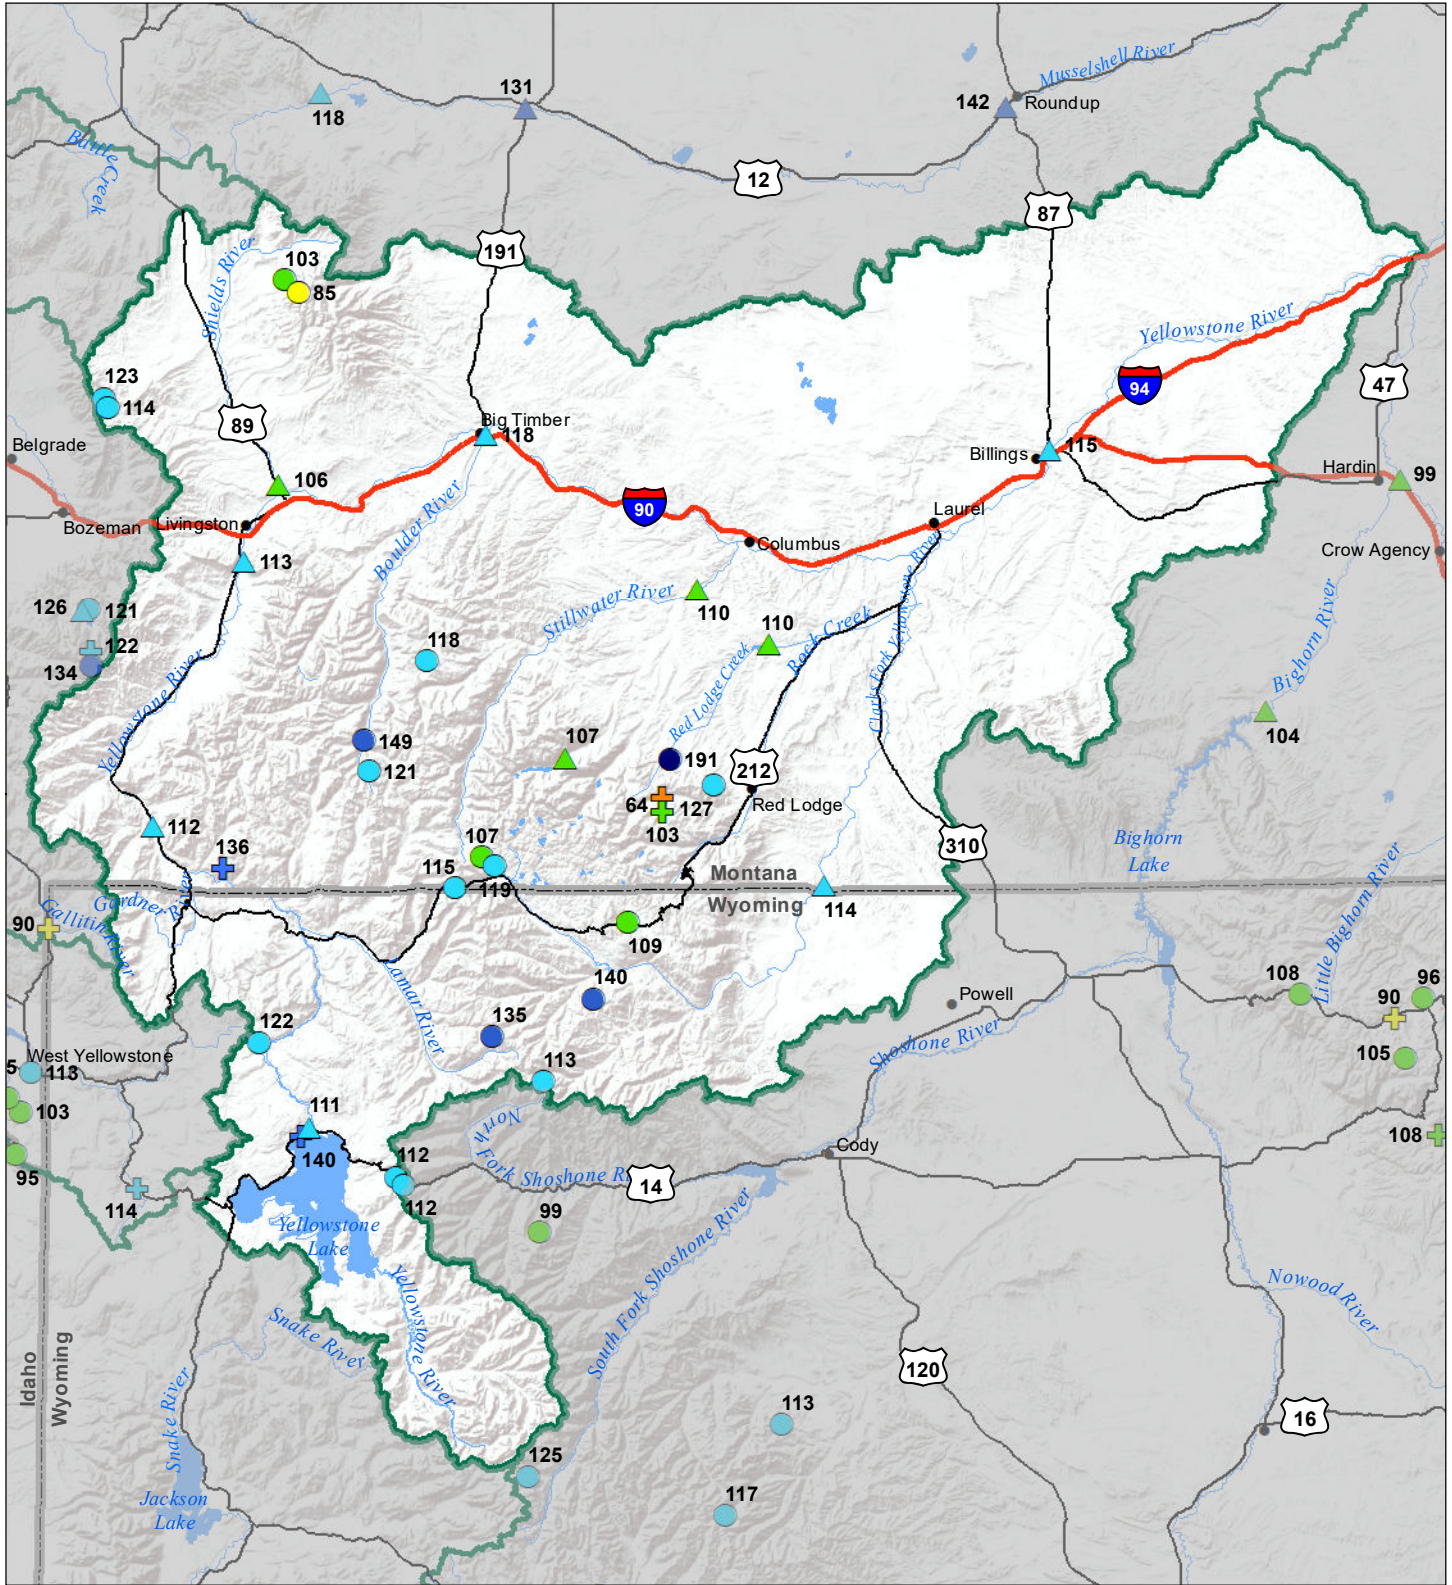 131
142
Roundup
Musselshell River
118
Battle Creek
12
87
191
103
85
Shields River
Yellowstone River
123
114
89
94
47
Big Timber
118
Belgrade
Billings
115
Hardin
99
106
90
Laurel
Bozeman
Livingston
Columbus
Crow Agency
113
Boulder River
126
121
Stillwater River
110
110
Rock Creek
Clarks Fork Yellowstone River
122
134
118
Red Lodge Creek
Bighorn River
Yellowstone River
149
121
107
191
212
104
64
127
103
Red Lodge
112
136
107
310
Bighorn
Lake
115
119
Montana
Wyoming
114
Little Bighorn River
Gardner River
Gallitin River
90
109
140
Lamar River
108
96
90
Powell
135
122
Shoshone River
105
West Yellowstone
5
113
113
103
111
North
Fork Shoshone Ri
Cody
108
140
112
112
14
95
114
99
Yellowstone
Lake
Yellowstone River
South Fork Shoshone River
Nowood River
Snake River
Idaho
Wyoming
120
16
Snake River
113
125
117
Jackson
Lake